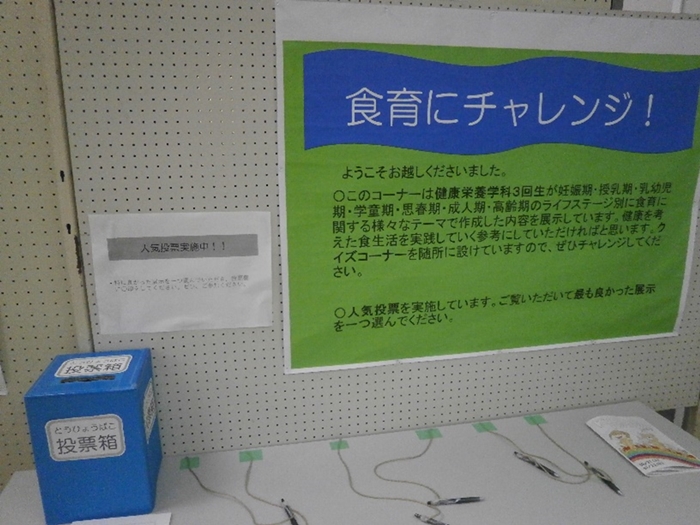 食育にチャレンジ！
ようこそお越しくださいました。
○このコーナーは健康栄養学科3回生が妊娠期・授乳期・乳幼児
期・学童期・思春期・成人期・高齢期のライフステージ別に食育に
関する様々なテーマで作成した内容を展示しています。健康を考
えた食生活を実践していく参考にしていただければと思います。ク
イズコーナーを随所に設けていますので、ぜひチャレンジしてくだ
さい。
○人気投票を実施しています。ご覧いただいて最も良かった展示
を一つ選んでください。
人気投票実施中！！
投票箱
とうひょうばこ
投票箱